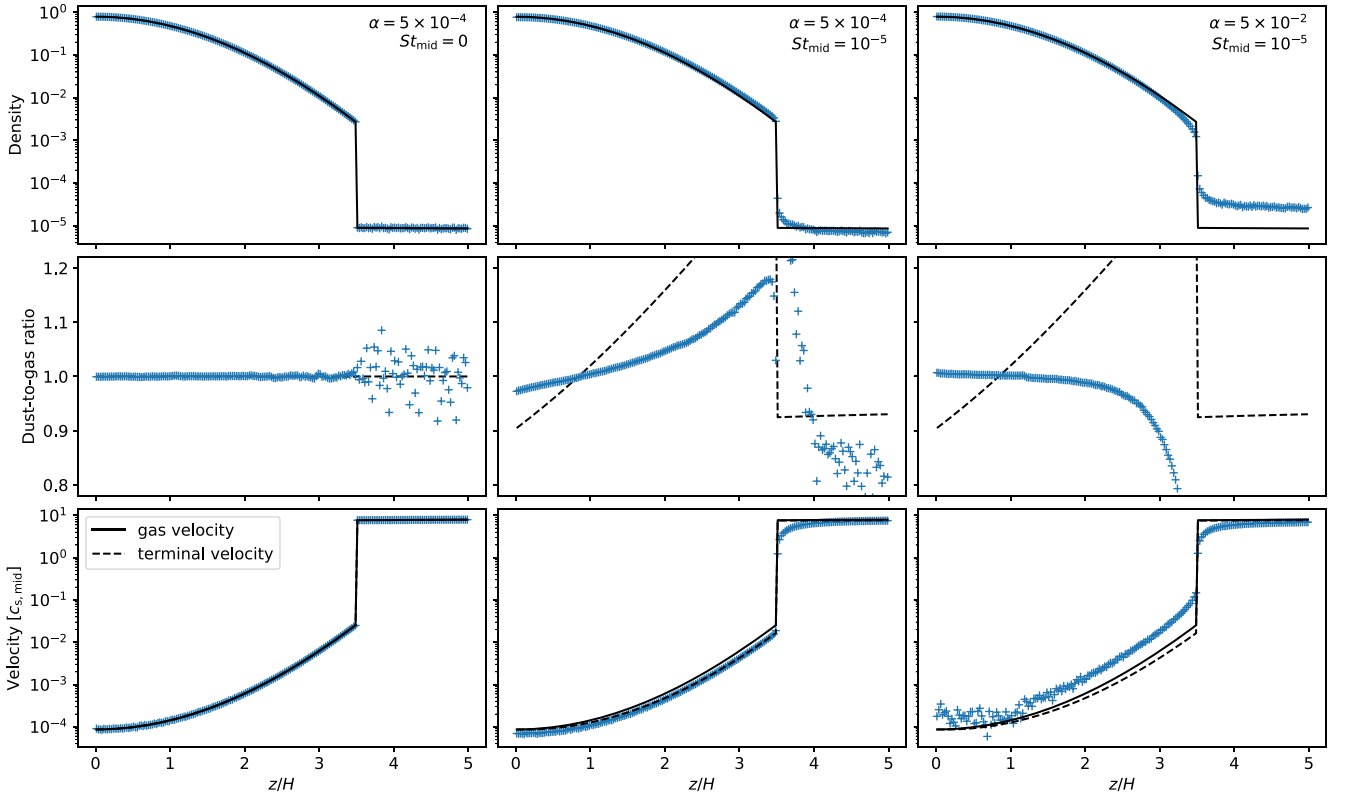 Density
10⁰
10⁻¹
10⁻²
10⁻³
10⁻⁴
10⁻⁵
α = 5 × 10⁻⁴
St_mid = 0
α = 5 × 10⁻⁴
St_mid = 10⁻⁵
α = 5 × 10⁻²
St_mid = 10⁻⁵
Dust-to-gas ratio
1.2
1.1
1.0
0.9
0.8
Velocity [c_s,mid]
10¹
10⁰
10⁻¹
10⁻²
10⁻³
10⁻⁴
gas velocity
terminal velocity
0 1 2 3 4 5
0 1 2 3 4 5
0 1 2 3 4 5
z/H
z/H
z/H